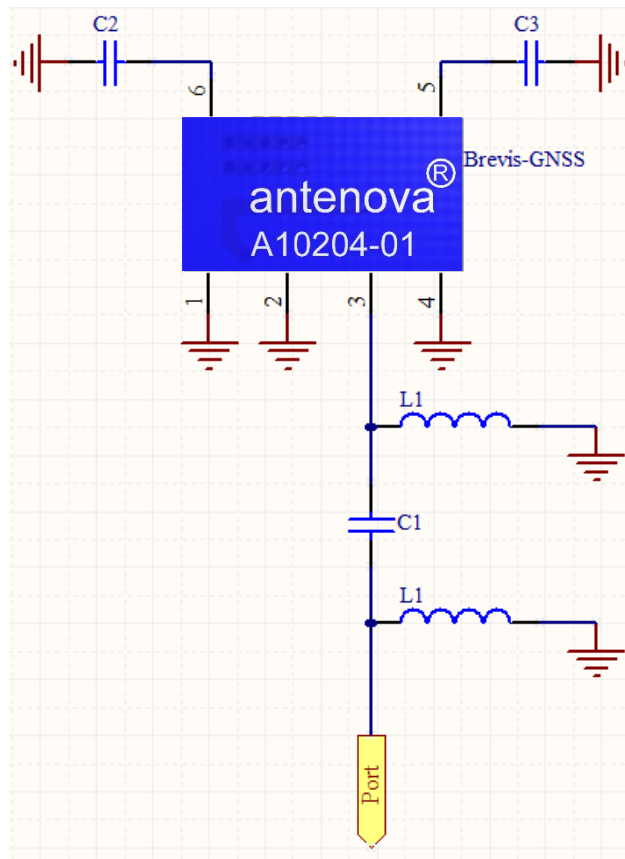 C2
C3
6
5
Brevis-GNSS
antenova®
A10204-01
1
2
3
4
L1
C1
L1
Port